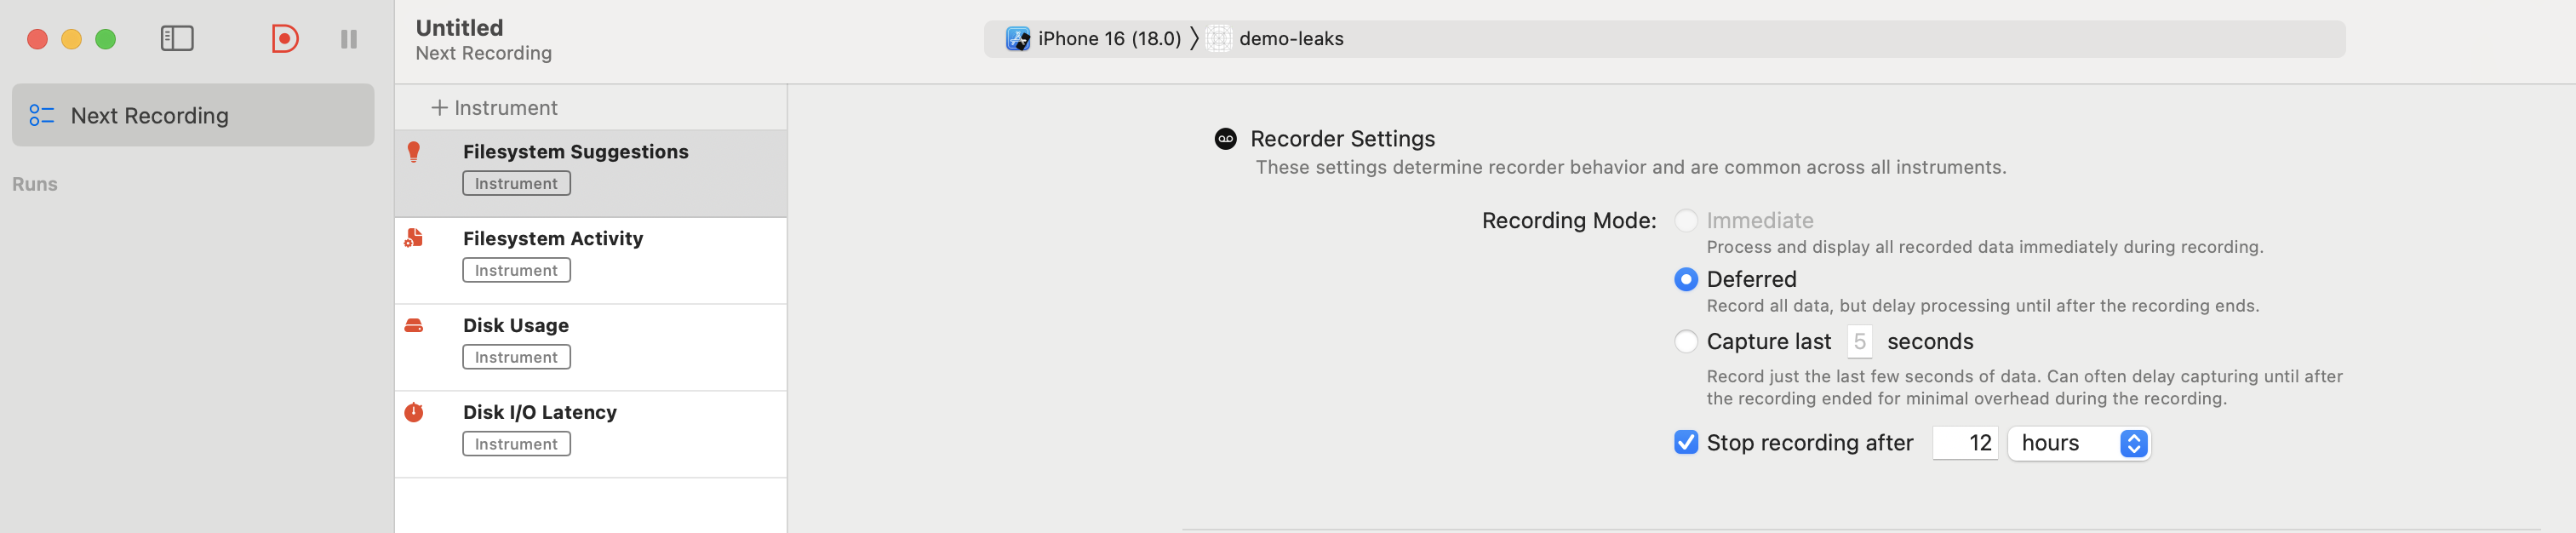 Untitled
Next Recording
iPhone 16 (18.0) 〉 demo-leaks
Next Recording
Runs
+ Instrument
Filesystem Suggestions
Instrument
Filesystem Activity
Instrument
Disk Usage
Instrument
Disk I/O Latency
Instrument
Recorder Settings
These settings determine recorder behavior and are common across all instruments.
Recording Mode: Immediate
Process and display all recorded data immediately during recording.
Deferred
Record all data, but delay processing until after the recording ends.
Capture last 5 seconds
Record just the last few seconds of data. Can often delay capturing until after
the recording ended for minimal overhead during the recording.
Stop recording after 12 hours